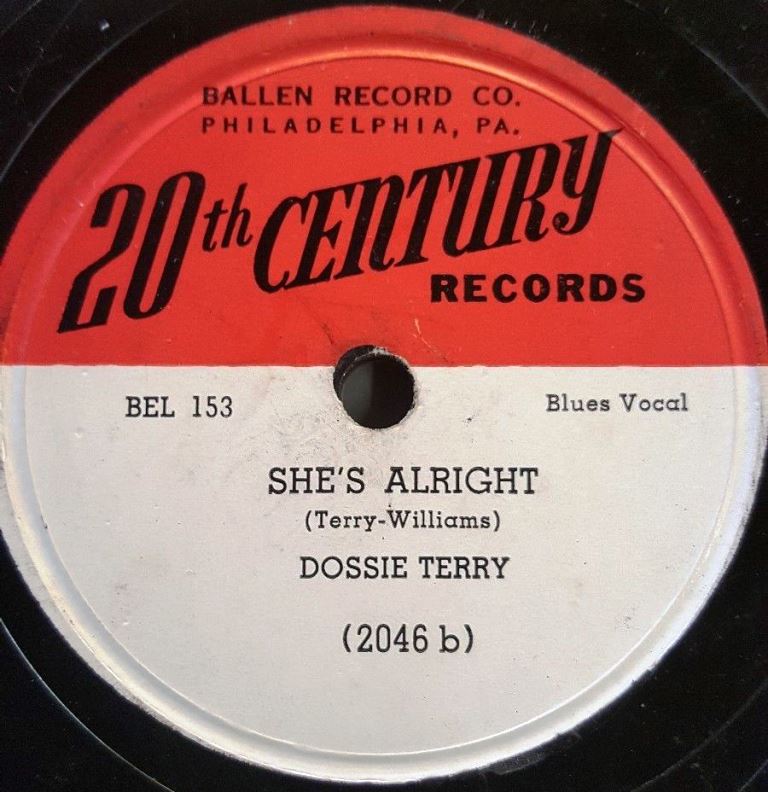 BALLEN RECORD CO.
PHILADELPHIA, PA.
20th CENTURY
RECORDS
BEL 153
Blues Vocal
SHE'S ALRIGHT
(Terry-Williams)
DOSSIE TERRY
(2046 b)